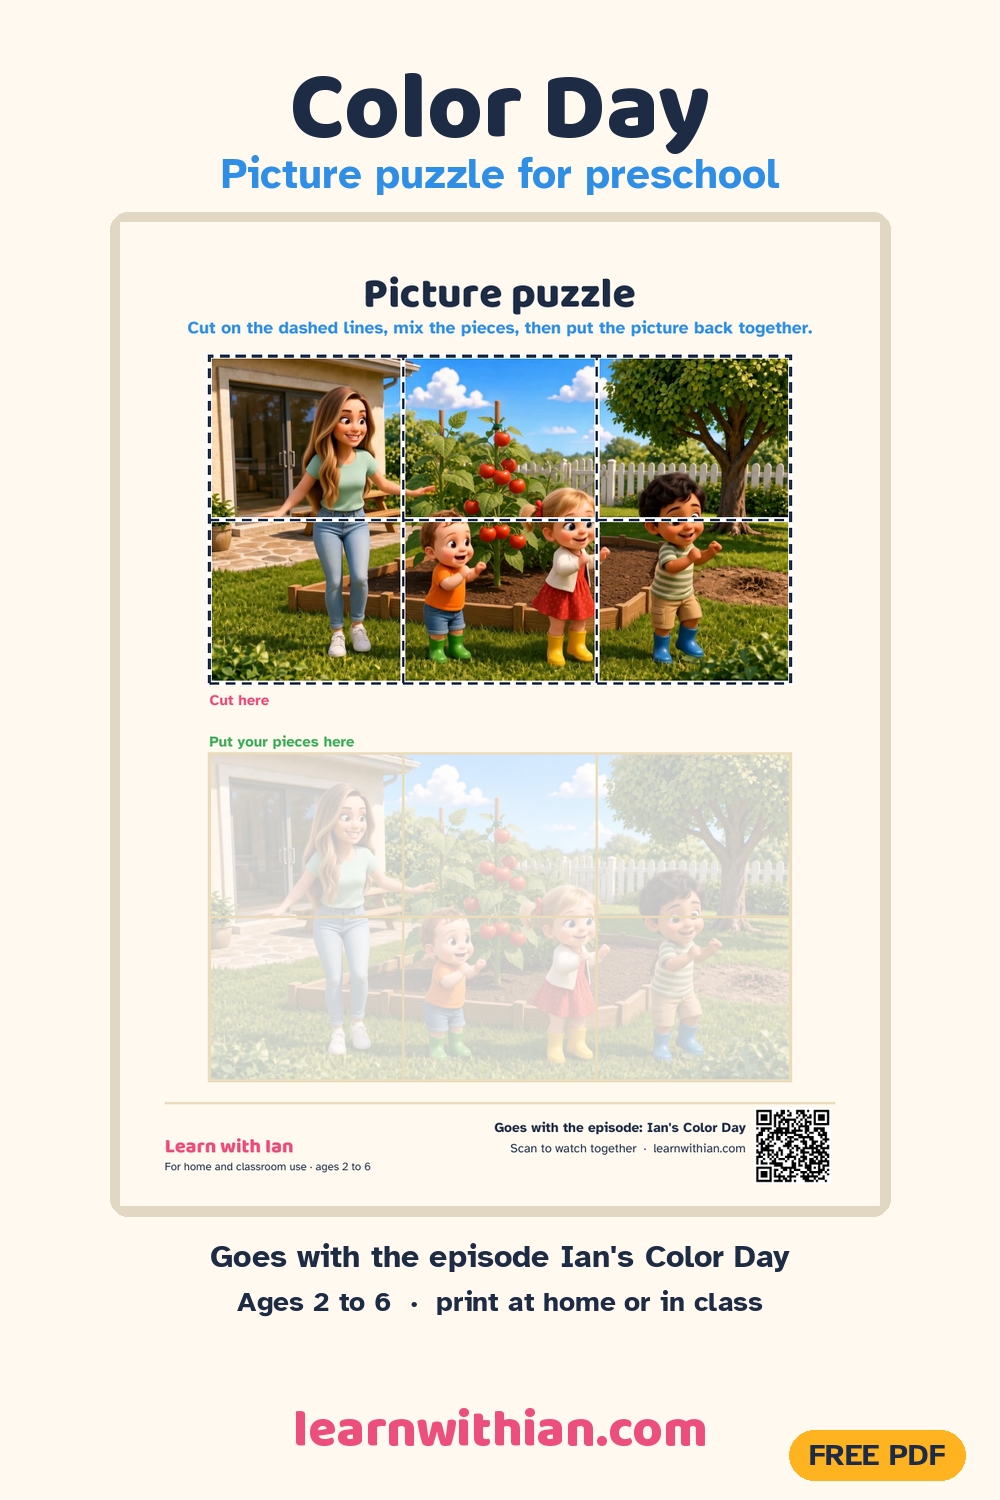 Color Day
Picture puzzle for preschool
Picture puzzle
Cut on the dashed lines, mix the pieces, then put the picture back together.
Cut here
Put your pieces here
Learn with Ian
For home and classroom use · ages 2 to 6
Goes with the episode: Ian's Color Day
Scan to watch together · learnwithian.com
Goes with the episode Ian's Color Day
Ages 2 to 6 · print at home or in class
learnwithian.com
FREE PDF